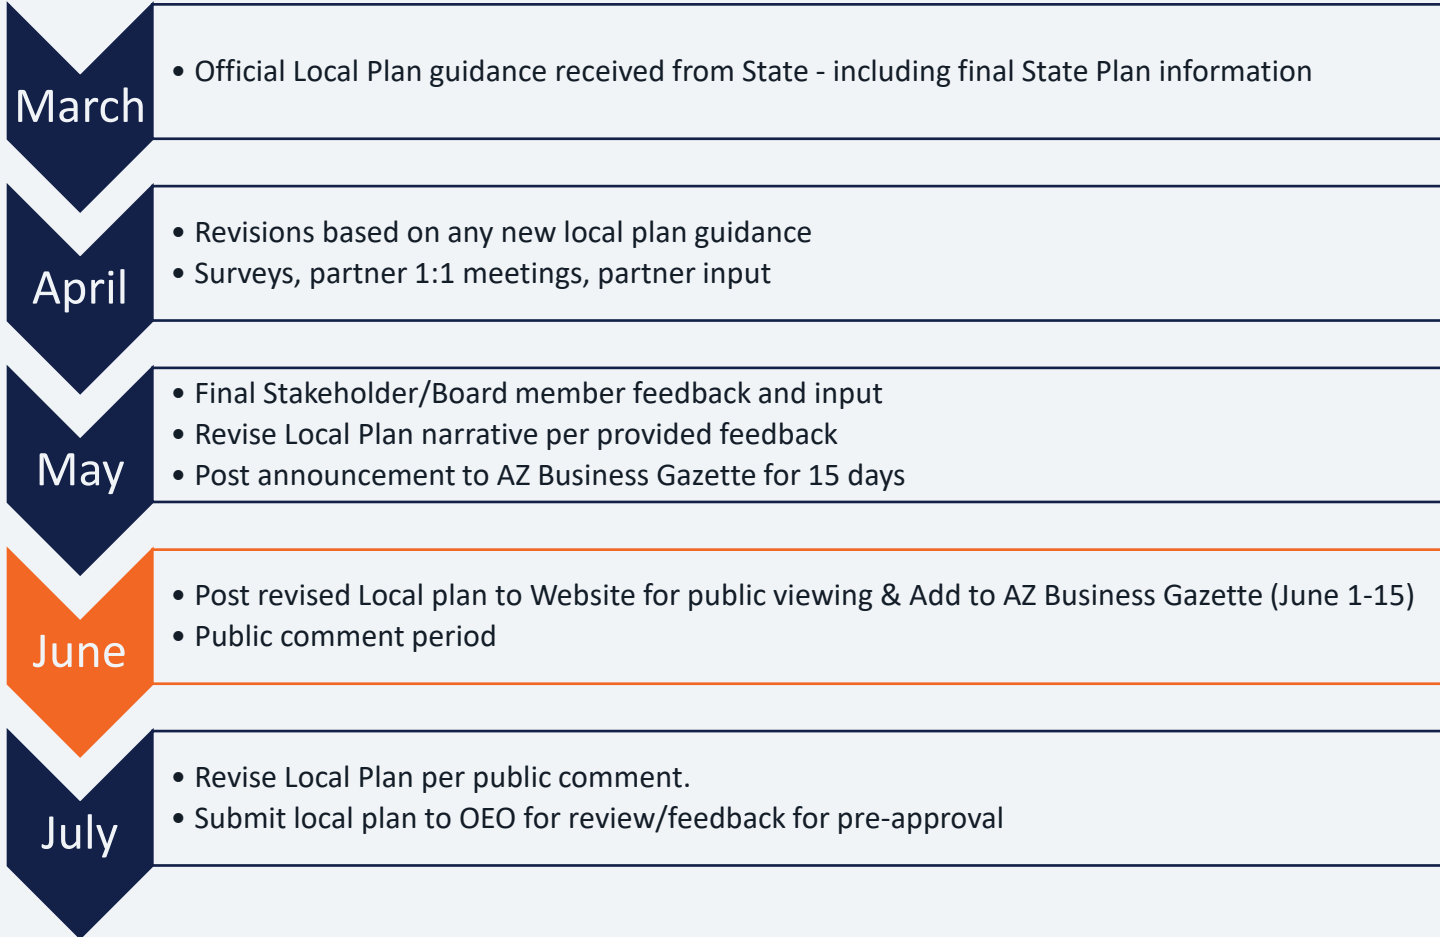 March
• Official Local Plan guidance received from State - including final State Plan information
April
• Revisions based on any new local plan guidance
• Surveys, partner 1:1 meetings, partner input
May
• Final Stakeholder/Board member feedback and input
• Revise Local Plan narrative per provided feedback
• Post announcement to AZ Business Gazette for 15 days
June
• Post revised Local plan to Website for public viewing & Add to AZ Business Gazette (June 1-15)
• Public comment period
July
• Revise Local Plan per public comment.
• Submit local plan to OEO for review/feedback for pre-approval